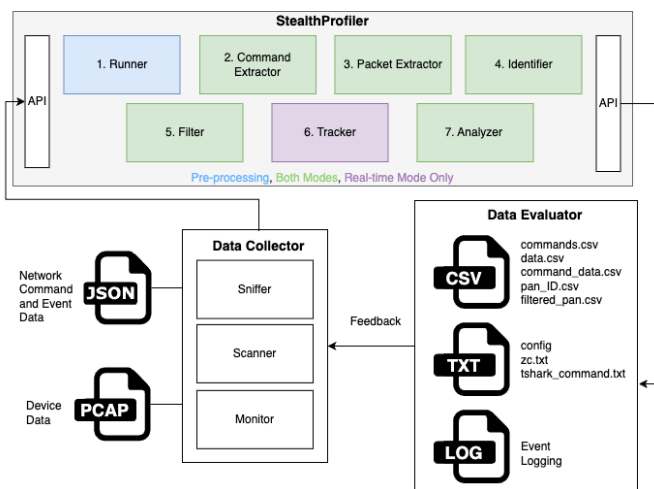 StealthProfiler
API
1. Runner
2. Command
Extractor
3. Packet Extractor
4. Identifier
API
5. Filter
6. Tracker
7. Analyzer
Pre-processing, Both Modes, Real-time Mode Only
Data Collector
Sniffer
Scanner
Monitor
Network
Command
and Event
Data
JSON
Device
Data
PCAP
Feedback
Data Evaluator
CSV
commands.csv
data.csv
command_data.csv
pan_ID.csv
filtered_pan.csv
TXT
config
zc.txt
tshark_command.txt
LOG
Event
Logging